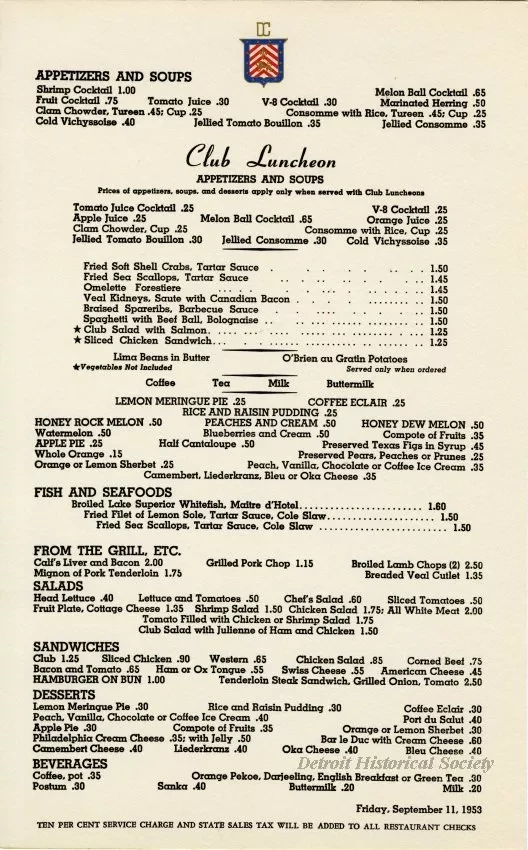 DC
APPETIZERS AND SOUPS
Shrimp Cocktail 1.00 Melon Ball Cocktail .65
Fruit Cocktail .75 Tomato Juice .30 V-8 Cocktail .30 Marinated Herring .50
Clam Chowder, Tureen .45; Cup .25 Consomme with Rice, Tureen .45; Cup .25
Cold Vichyssoise .40 Jellied Tomato Bouillon .35 Jellied Consomme .35
Club Luncheon
APPETIZERS AND SOUPS
Prices of appetizers, soups, and desserts apply only when served with Club Luncheons
Tomato Juice Cocktail .25 V-8 Cocktail .25
Apple Juice .25 Melon Ball Cocktail .65 Orange Juice .25
Clam Chowder, Cup .25 Consomme with Rice, Cup .25
Jellied Tomato Bouillon .30 Jellied Consomme .30 Cold Vichyssoise .35
Fried Soft Shell Crabs, Tartar Sauce 1.50
Fried Sea Scallops, Tartar Sauce 1.45
Omelette Forestiere 1.45
Veal Kidneys, Saute with Canadian Bacon 1.50
Braised Spareribs, Barbecue Sauce 1.50
Spaghetti with Beef Ball, Bolognaise 1.50
★ Club Salad with Salmon 1.25
★ Sliced Chicken Sandwich 1.25
Lima Beans in Butter O'Brien au Gratin Potatoes
★Vegetables Not Included Served only when ordered
Coffee Tea Milk Buttermilk
LEMON MERINGUE PIE .25 COFFEE ECLAIR .25
RICE AND RAISIN PUDDING .25
HONEY ROCK MELON .50 PEACHES AND CREAM .50 HONEY DEW MELON .50
Watermelon .50 Blueberries and Cream .50 Compote of Fruits .35
APPLE PIE .25 Half Cantaloupe .50 Preserved Texas Figs in Syrup .45
Whole Orange .15 Preserved Pears, Peaches or Prunes .25
Orange or Lemon Sherbet .25 Peach, Vanilla, Chocolate or Coffee Ice Cream .35
Camembert, Liederkranz, Bleu or Oka Cheese .35
FISH AND SEAFOODS
Broiled Lake Superior Whitefish, Maitre d'Hotel 1.60
Fried Filet of Lemon Sole, Tartar Sauce, Cole Slaw 1.50
Fried Sea Scallops, Tartar Sauce, Cole Slaw 1.50
FROM THE GRILL, ETC.
Calf's Liver and Bacon 2.00 Grilled Pork Chop 1.15 Broiled Lamb Chops (2) 2.50
Mignon of Pork Tenderloin 1.75 Breaded Veal Cutlet 1.35
SALADS
Head Lettuce .40 Lettuce and Tomatoes .50 Chef's Salad .60 Sliced Tomatoes .50
Fruit Plate, Cottage Cheese 1.35 Shrimp Salad 1.50 Chicken Salad 1.75; All White Meat 2.00
Tomato Filled with Chicken or Shrimp Salad 1.75
Club Salad with Julienne of Ham and Chicken 1.50
SANDWICHES
Club 1.25 Sliced Chicken .90 Western .65 Chicken Salad .85 Corned Beef .75
Bacon and Tomato .65 Ham or Ox Tongue .55 Swiss Cheese .55 American Cheese .45
HAMBURGER ON BUN 1.00 Tenderloin Steak Sandwich, Grilled Onion, Tomato 2.50
DESSERTS
Lemon Meringue Pie .30 Rice and Raisin Pudding .30 Coffee Eclair .30
Peach, Vanilla, Chocolate or Coffee Ice Cream .40 Port du Salut .40
Apple Pie .30 Compote of Fruits .35 Orange or Lemon Sherbet .30
Philadelphia Cream Cheese .35; with Jelly .50 Bar le Duc with Cream Cheese .60
Camembert Cheese .40 Liederkranz .40 Oka Cheese .40 Bleu Cheese .40
Detroit Historical Society
BEVERAGES
Coffee, pot .35 Orange Pekoe, Darjeeling, English Breakfast or Green Tea .30
Postum .30 Sanka .40 Buttermilk .20 Milk .20
Friday, September 11, 1953
TEN PER CENT SERVICE CHARGE AND STATE SALES TAX WILL BE ADDED TO ALL RESTAURANT CHECKS